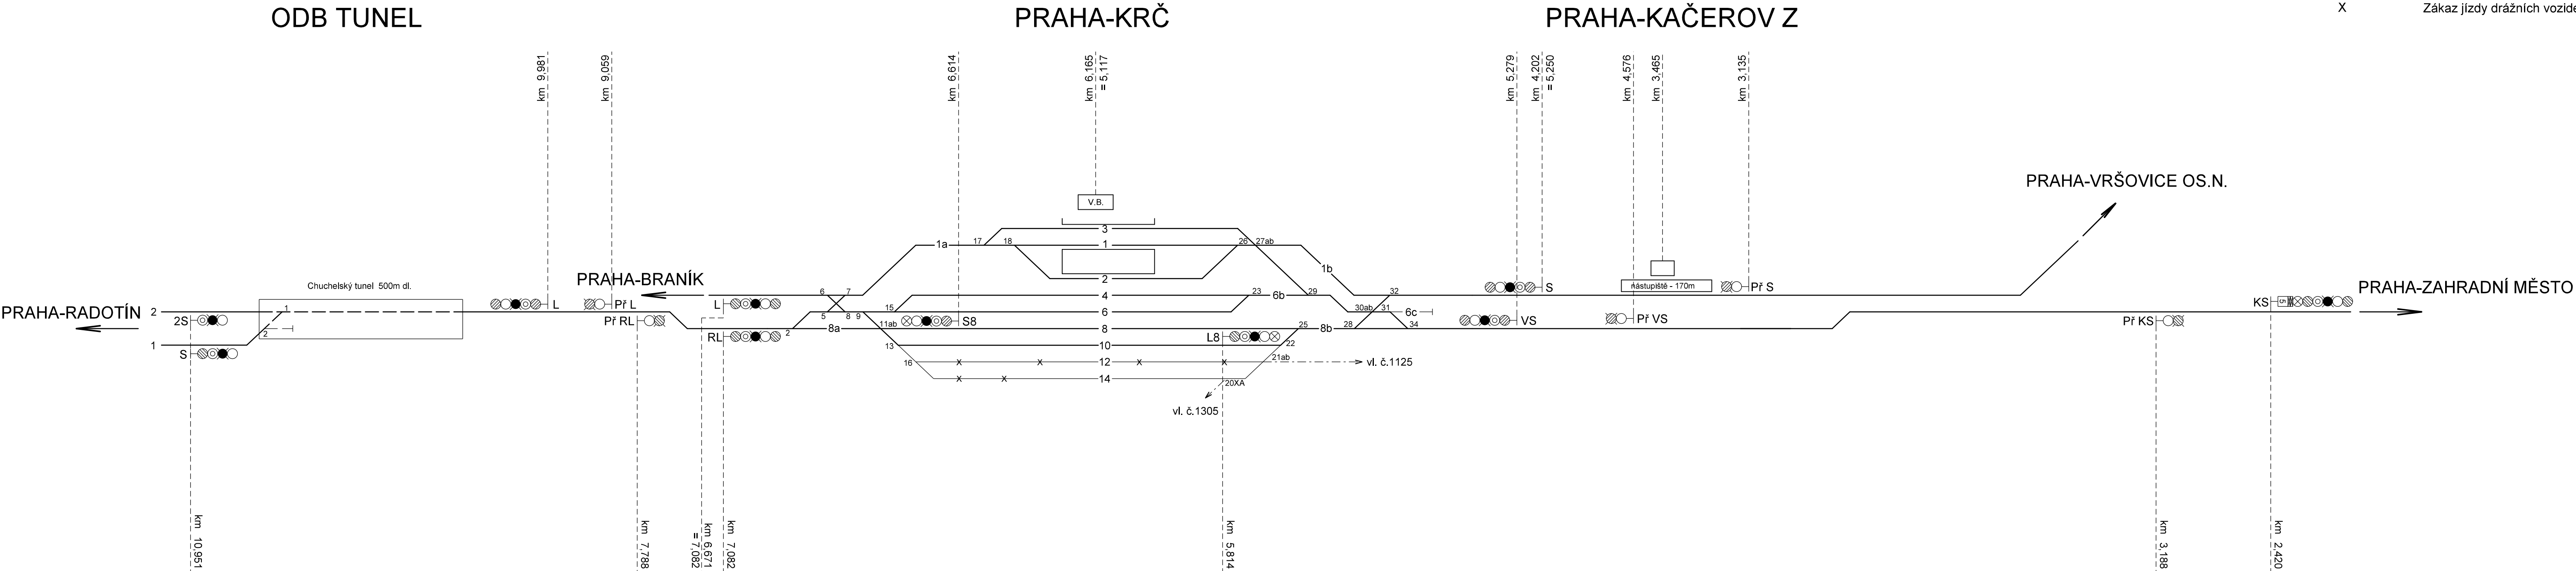 ODB TUNEL
PRAHA-KRČ
PRAHA-KAČEROV Z
X
Zákaz jízdy drážních
km 9,981
km 9,059
km 6,614
km 6,165
= 5,117
km 5,279
km 4,202
= 5,250
km 4,576
km 3,465
km 3,135
V.B.
PRAHA-VRŠOVICE OS.N.
3
1a
17
18
1
26
27ab
1b
2
Chuchelský tunel 500m dl.
PRAHA-BRANÍK
PRAHA-RADOTÍN
PRAHA-ZAHRADNÍ MĚSTO
nástupiště - 170m
S
Př S
KS
5
6
7
4
23
6b
29
32
2
1
L
Př L
L
15
6
30ab
31
6c
2S
Př RL
5
8
9
S8
VS
Př VS
Př KS
2
RL
2
8a
11ab
8
25
8b
28
34
1
S
13
10
L8
22
16
X
X
12
X
X
21ab
vl. č.1125
X
X
14
20XA
vl. č.1305
km 10,951
km 7,788
km 6,671
= 7,082
km 7,082
km 5,814
km 3,188
km 2,420